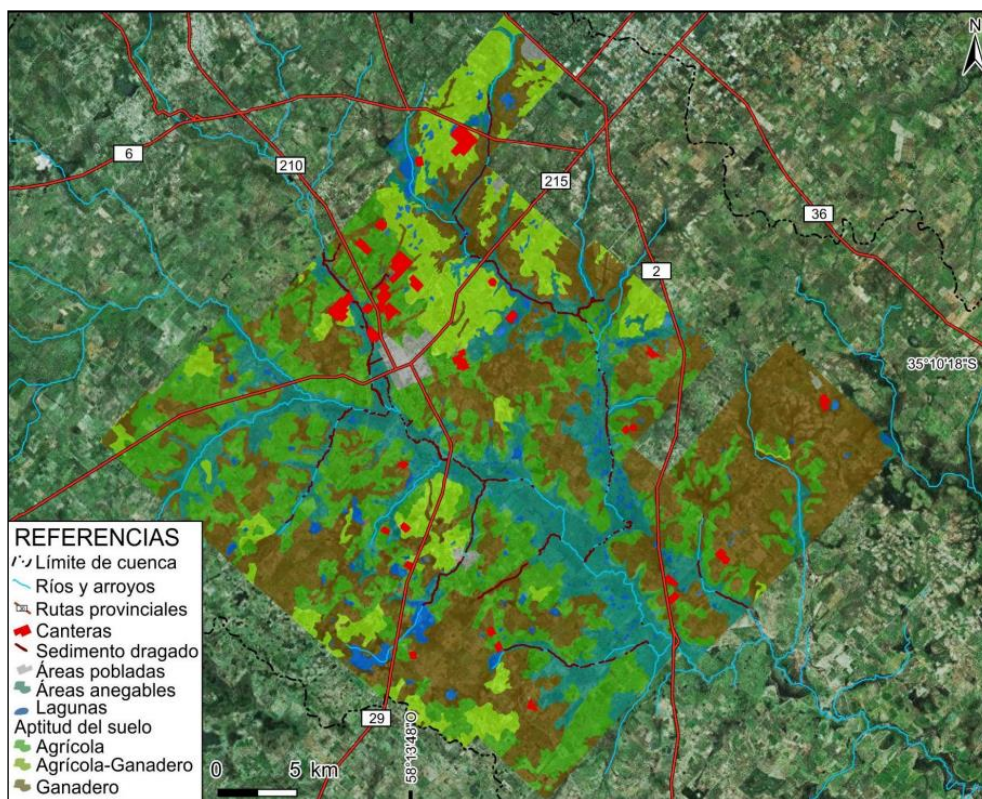 N
6
210
215
36
2
35°10'18"S
29
58°13'48"O
REFERENCIAS
Límite de cuenca
Ríos y arroyos
Rutas provinciales
Canteras
Sedimento dragado
Áreas pobladas
Áreas anegables
Lagunas
Aptitud del suelo
Agrícola
Agrícola-Ganadero
Ganadero
0 5 km